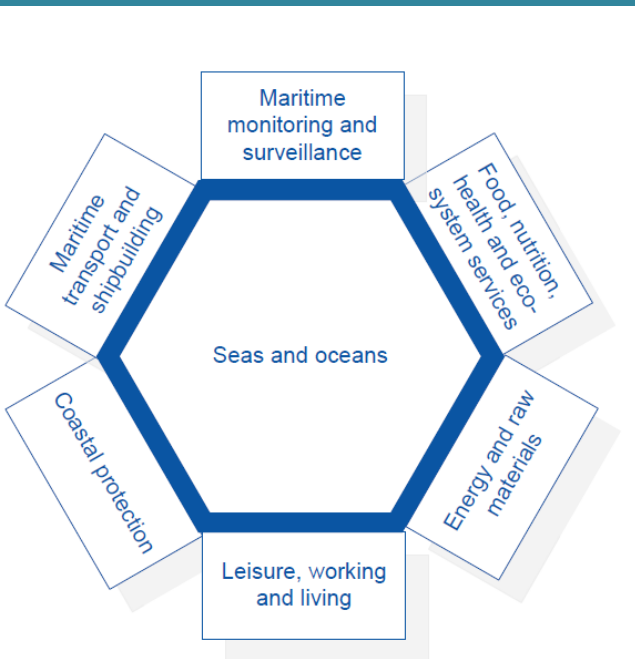 Maritime
monitoring and
surveillance
Food, nutrition,
health and eco-
system services
Energy and raw
materials
Leisure, working
and living
Coastal protection
Maritime
transport and
shipbuilding
Seas and oceans